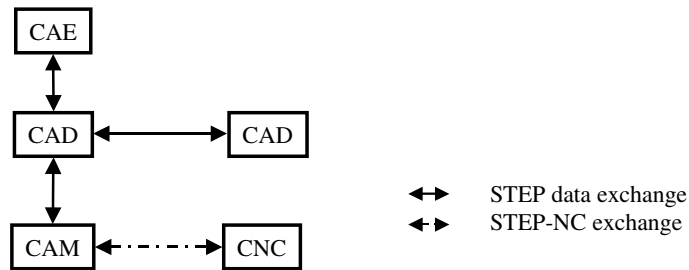 CAE
CAD
CAD
CAM
CNC
STEP data exchange
STEP-NC exchange